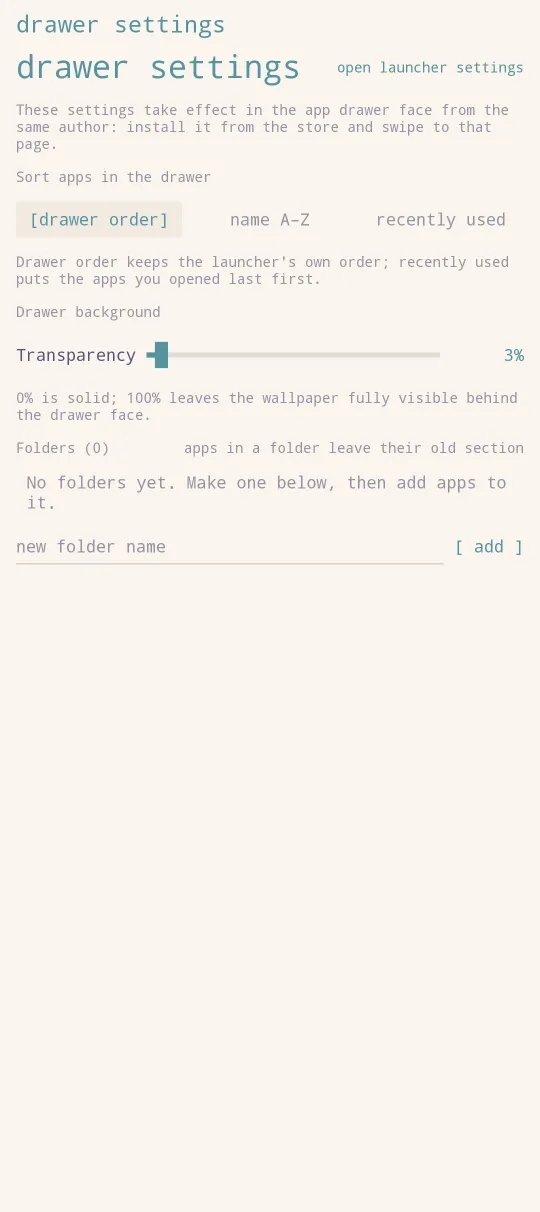 drawer settings
drawer settings
open launcher settings
These settings take effect in the app drawer face from the
same author: install it from the store and swipe to that
page.
Sort apps in the drawer
[drawer order] name A–Z recently used
Drawer order keeps the launcher's own order; recently used
puts the apps you opened last first.
Drawer background
Transparency 3%
0% is solid; 100% leaves the wallpaper fully visible behind
the drawer face.
Folders (0) apps in a folder leave their old section
No folders yet. Make one below, then add apps to
it.
new folder name [ add ]